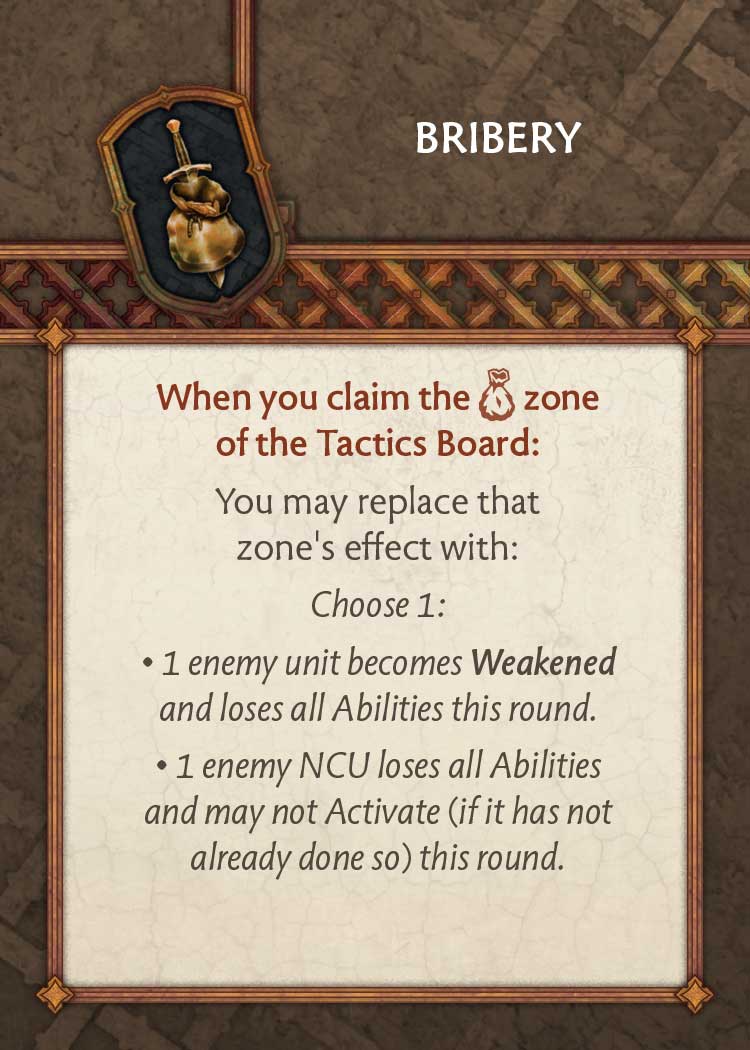 BRIBERY
When you claim the zone
of the Tactics Board:
You may replace that
zone's effect with:
Choose 1:
• 1 enemy unit becomes Weakened
and loses all Abilities this round.
• 1 enemy NCU loses all Abilities
and may not Activate (if it has not
already done so) this round.